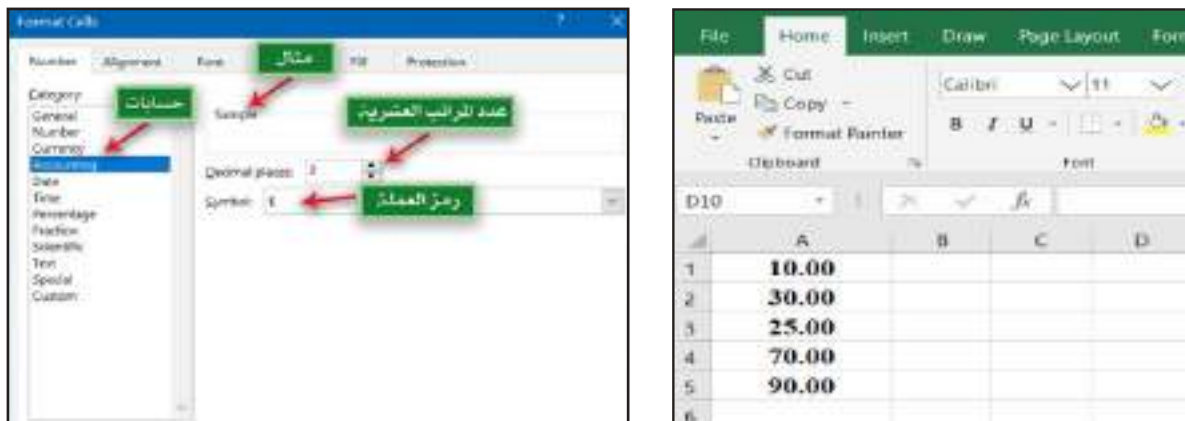 Format Cells ? ×
Number Alignment Font مثال Fill Protection
Category حسابات
General
Number
Currency
Accounting
Date
Time
Percentage
Fraction
Scientific
Text
Special
Custom
Sample
عدد المراتب العشرية
Decimal places: 2
Symbol: رمز العملة
File Home Insert Draw Page Layout Form
Paste
Cut
Copy
Format Painter
Clipboard
Calibri 11
B I U
Font
D10 fx
A B C D
1 10.00
2 30.00
3 25.00
4 70.00
5 90.00
6